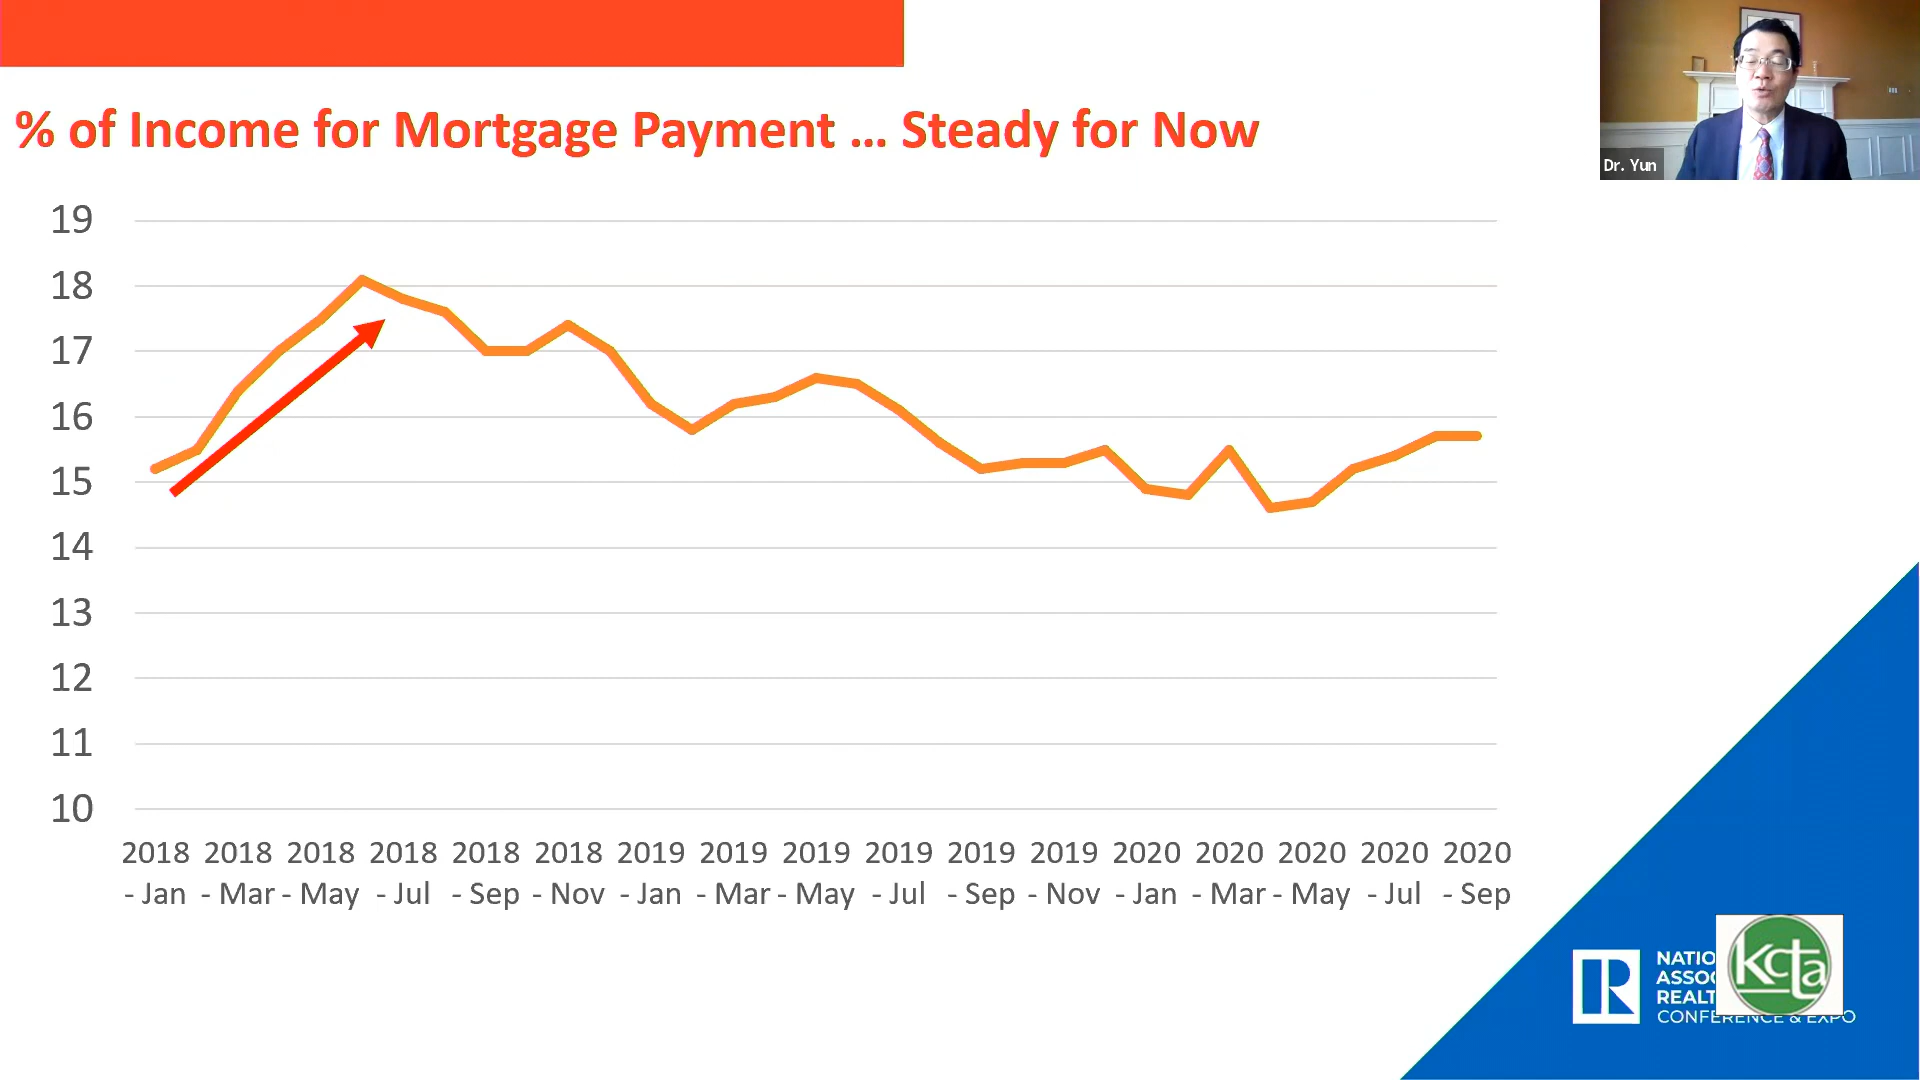 % of Income for Mortgage Payment ... Steady for Now
Dr. Yun
19
18
17
16
15
14
13
12
11
10
2018 2018 2018 2018 2018 2018 2019 2019 2019 2019 2019 2019 2020 2020 2020 2020 2020
- Jan - Mar - May - Jul - Sep - Nov - Jan - Mar - May - Jul - Sep - Nov - Jan - Mar - May - Jul - Sep
R
NATIO
ASSO
REALT
CONFERENCE & EXPO
kcta